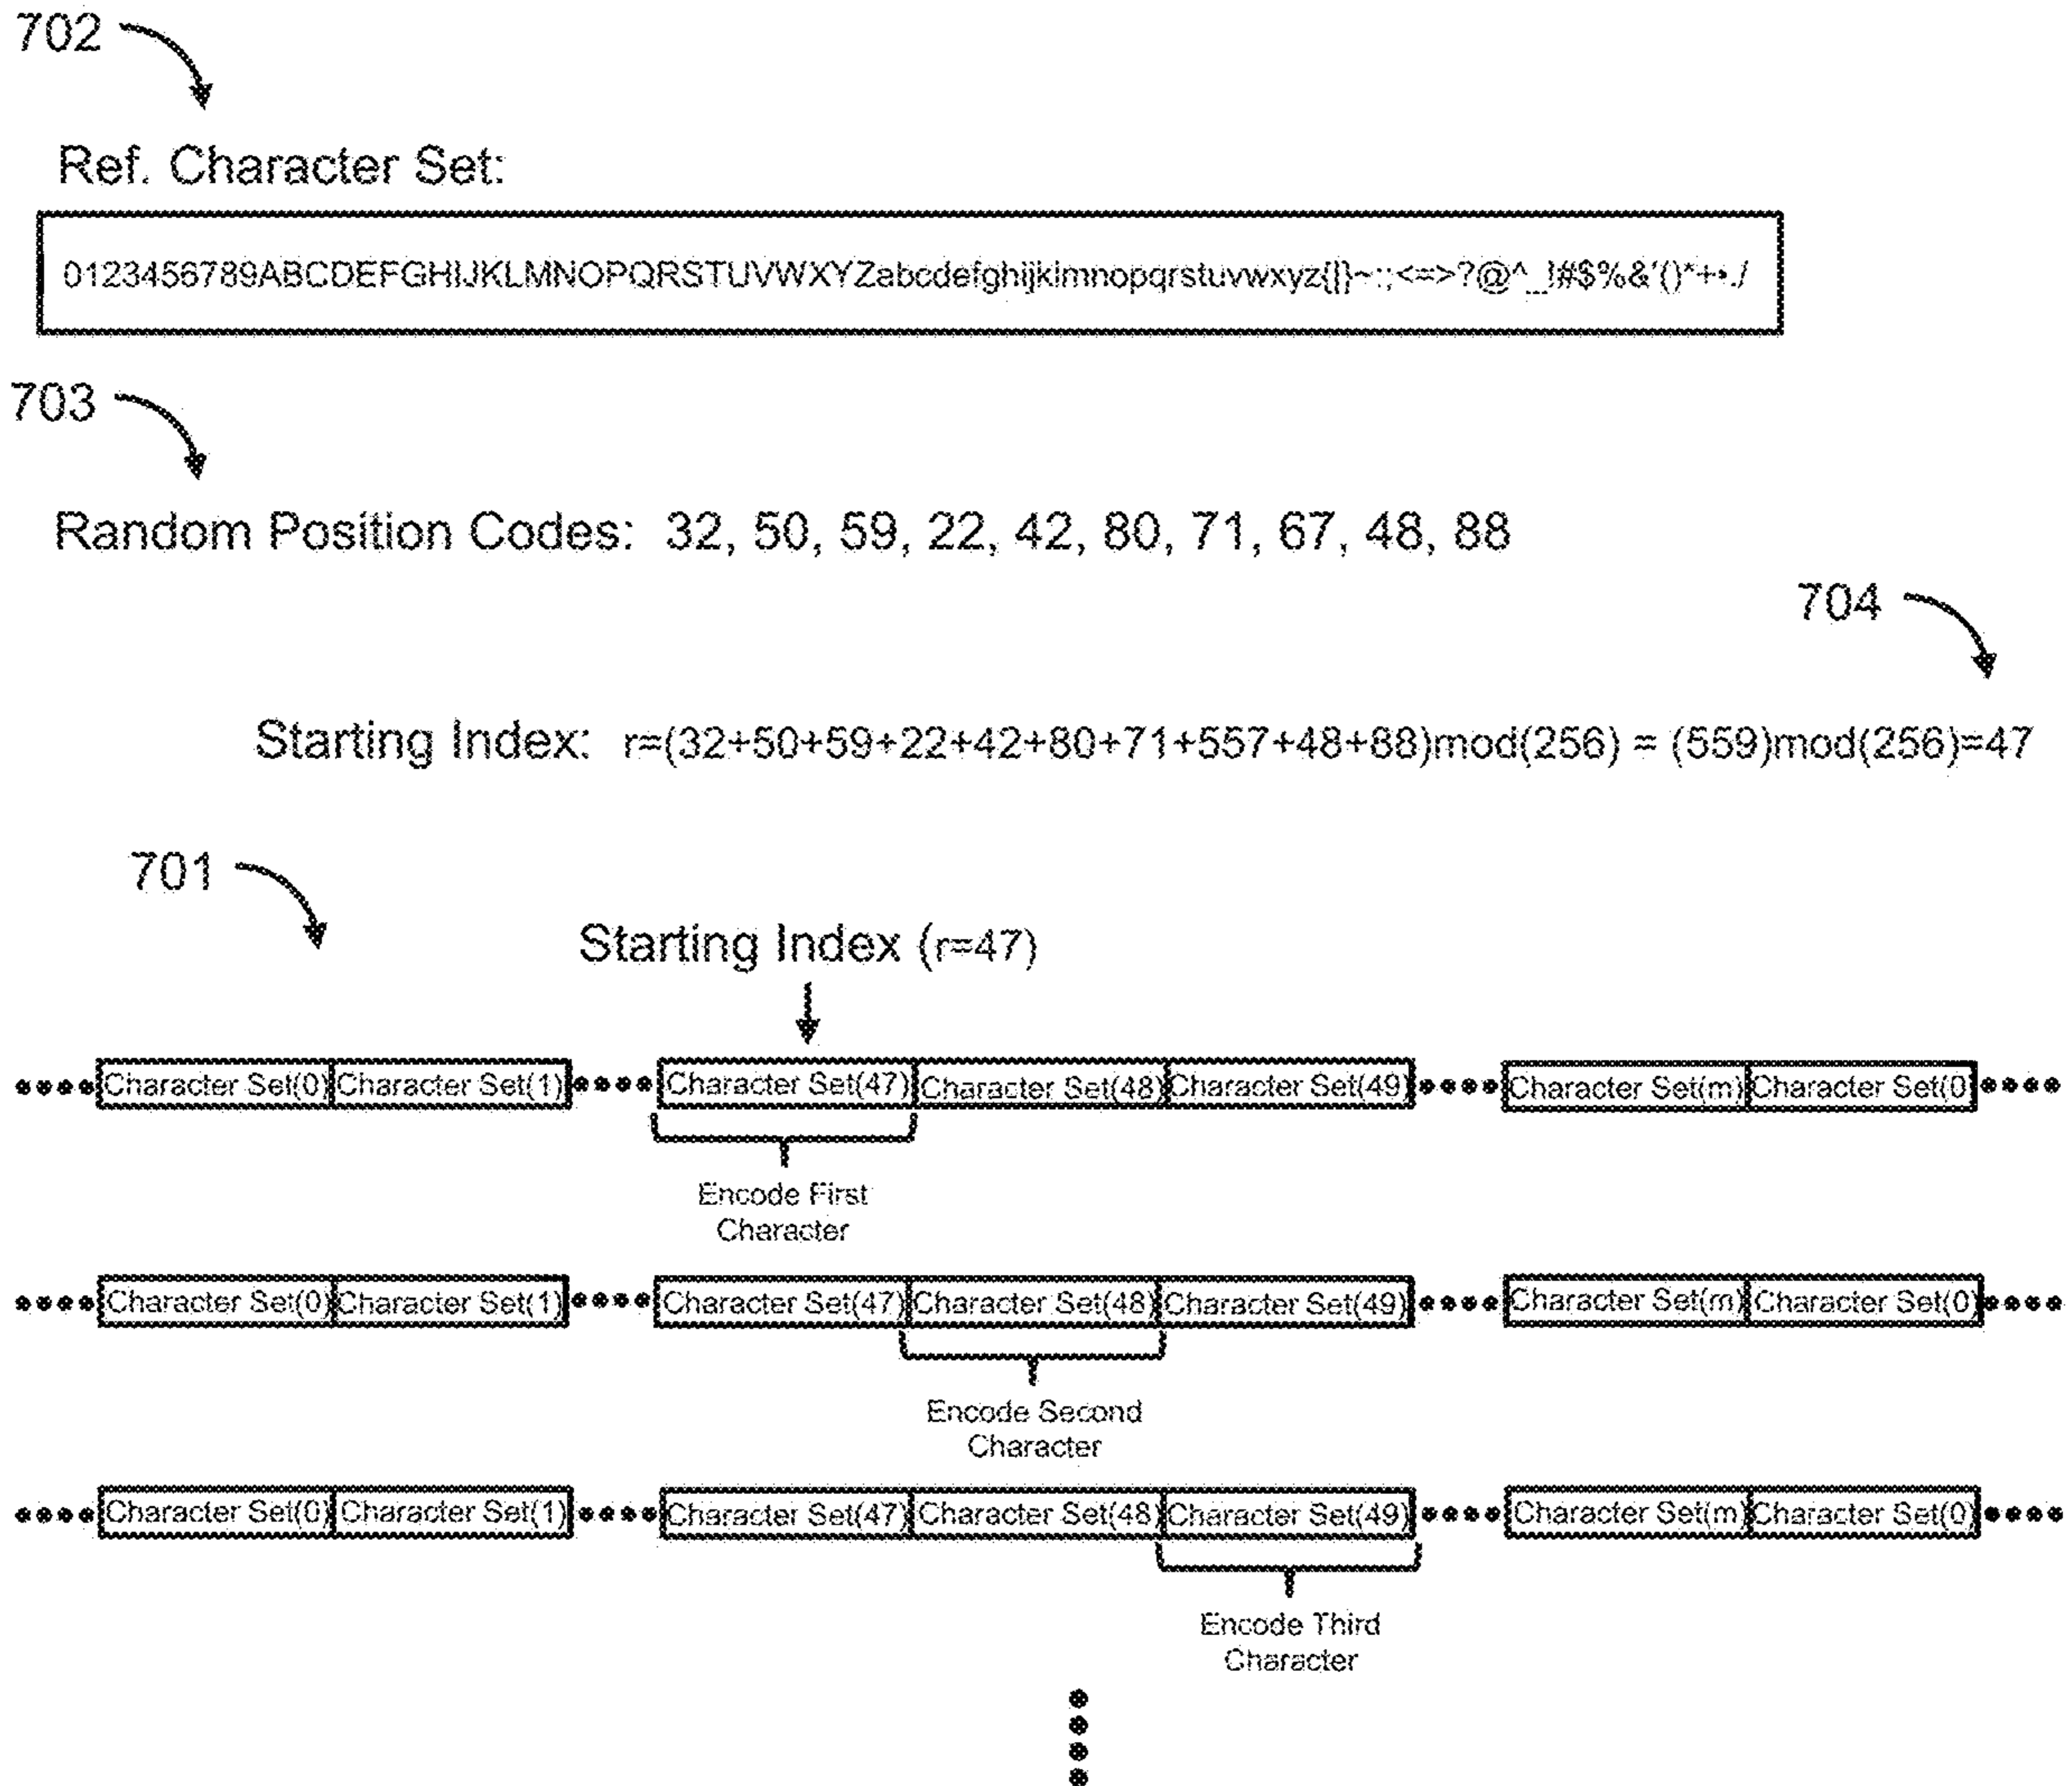 702
Ref. Character Set:
0123456789ABCDEFGHIJKLMNOPQRSTUVWXYZabcdefghijklmnopqrstuvwxyz{|}~:;<=>?@^_!#$%&'()*+•./
703
Random Position Codes: 32, 50, 59, 22, 42, 80, 71, 67, 48, 88
704
Starting Index: r=(32+50+59+22+42+80+71+557+48+88)mod(256) = (559)mod(256)=47
701
Starting Index (r=47)
Character Set(0) Character Set(1) Character Set(47) Character Set(48) Character Set(49) Character Set(m) Character Set(0
Encode First
Character
Character Set(0) Character Set(1) Character Set(47) Character Set(48) Character Set(49) Character Set(m) Character Set(0)
Encode Second
Character
Character Set(0) Character Set(1) Character Set(47) Character Set(48) Character Set(49) Character Set(m) Character Set(0)
Encode Third
Character